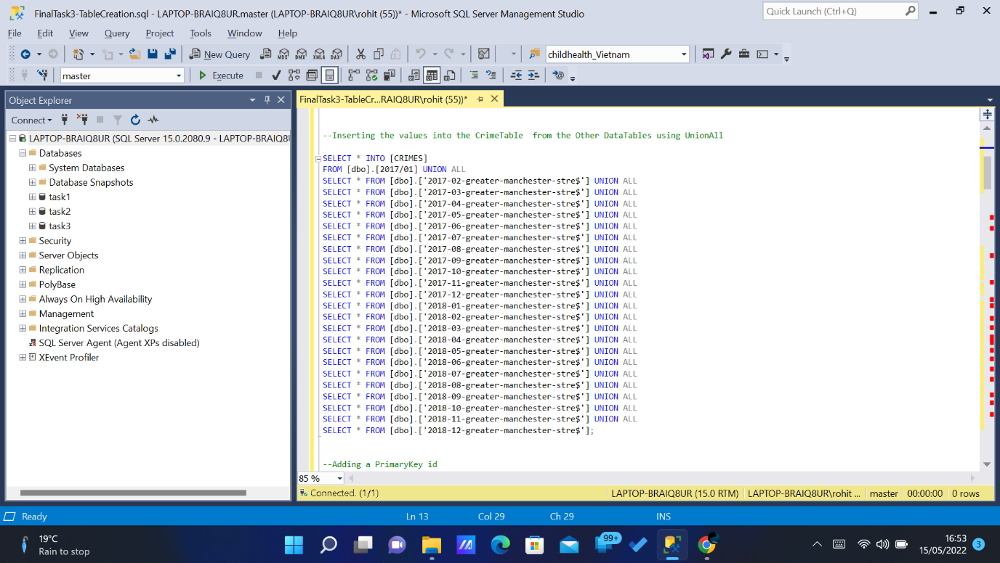 FinalTask3-TableCreation.sql - LAPTOP-BRAIQ8UR.master (LAPTOP-BRAIQ8UR\rohit (55))* - Microsoft SQL Server Management Studio
Quick Launch (Ctrl+Q)
File Edit View Query Project Tools Window Help
New Query MDX DMX XMLA DAX childhealth_Vietnam
master Execute
Object Explorer
FinalTask3-TableCr...RAIQ8UR\rohit (55))*
Connect
LAPTOP-BRAIQ8UR (SQL Server 15.0.2080.9 - LAPTOP-BRAIQ8U
Databases
System Databases
Database Snapshots
task1
task2
task3
Security
Server Objects
Replication
PolyBase
Always On High Availability
Management
Integration Services Catalogs
SQL Server Agent (Agent XPs disabled)
XEvent Profiler
--Inserting the values into the CrimeTable  from the Other DataTables using UnionAll
SELECT * INTO [CRIMES]
FROM [dbo].[2017/01] UNION ALL
SELECT * FROM [dbo].['2017-02-greater-manchester-stre$'] UNION ALL
SELECT * FROM [dbo].['2017-03-greater-manchester-stre$'] UNION ALL
SELECT * FROM [dbo].['2017-04-greater-manchester-stre$'] UNION ALL
SELECT * FROM [dbo].['2017-05-greater-manchester-stre$'] UNION ALL
SELECT * FROM [dbo].['2017-06-greater-manchester-stre$'] UNION ALL
SELECT * FROM [dbo].['2017-07-greater-manchester-stre$'] UNION ALL
SELECT * FROM [dbo].['2017-08-greater-manchester-stre$'] UNION ALL
SELECT * FROM [dbo].['2017-09-greater-manchester-stre$'] UNION ALL
SELECT * FROM [dbo].['2017-10-greater-manchester-stre$'] UNION ALL
SELECT * FROM [dbo].['2017-11-greater-manchester-stre$'] UNION ALL
SELECT * FROM [dbo].['2017-12-greater-manchester-stre$'] UNION ALL
SELECT * FROM [dbo].['2018-01-greater-manchester-stre$'] UNION ALL
SELECT * FROM [dbo].['2018-02-greater-manchester-stre$'] UNION ALL
SELECT * FROM [dbo].['2018-03-greater-manchester-stre$'] UNION ALL
SELECT * FROM [dbo].['2018-04-greater-manchester-stre$'] UNION ALL
SELECT * FROM [dbo].['2018-05-greater-manchester-stre$'] UNION ALL
SELECT * FROM [dbo].['2018-06-greater-manchester-stre$'] UNION ALL
SELECT * FROM [dbo].['2018-07-greater-manchester-stre$'] UNION ALL
SELECT * FROM [dbo].['2018-08-greater-manchester-stre$'] UNION ALL
SELECT * FROM [dbo].['2018-09-greater-manchester-stre$'] UNION ALL
SELECT * FROM [dbo].['2018-10-greater-manchester-stre$'] UNION ALL
SELECT * FROM [dbo].['2018-11-greater-manchester-stre$'] UNION ALL
SELECT * FROM [dbo].['2018-12-greater-manchester-stre$'];
--Adding a PrimaryKey id
85 %
Connected. (1/1) LAPTOP-BRAIQ8UR (15.0 RTM) LAPTOP-BRAIQ8UR\rohit ... master 00:00:00 0 rows
Ready Ln 13 Col 29 Ch 29 INS
19°C
Rain to stop
99+
16:53
15/05/2022
3